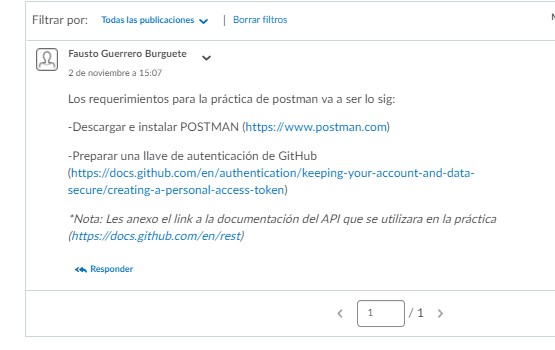 Filtrar por: Todas las publicaciones | Borrar filtros
Fausto Guerrero Burguete
2 de noviembre a 15:07
Los requerimientos para la práctica de postman va a ser lo sig:
-Descargar e instalar POSTMAN (https://www.postman.com)
-Preparar una llave de autenticación de GitHub
(https://docs.github.com/en/authentication/keeping-your-account-and-data-
secure/creating-a-personal-access-token)
*Nota: Les anexo el link a la documentación del API que se utilizara en la práctica
(https://docs.github.com/en/rest)
Responder
1 / 1